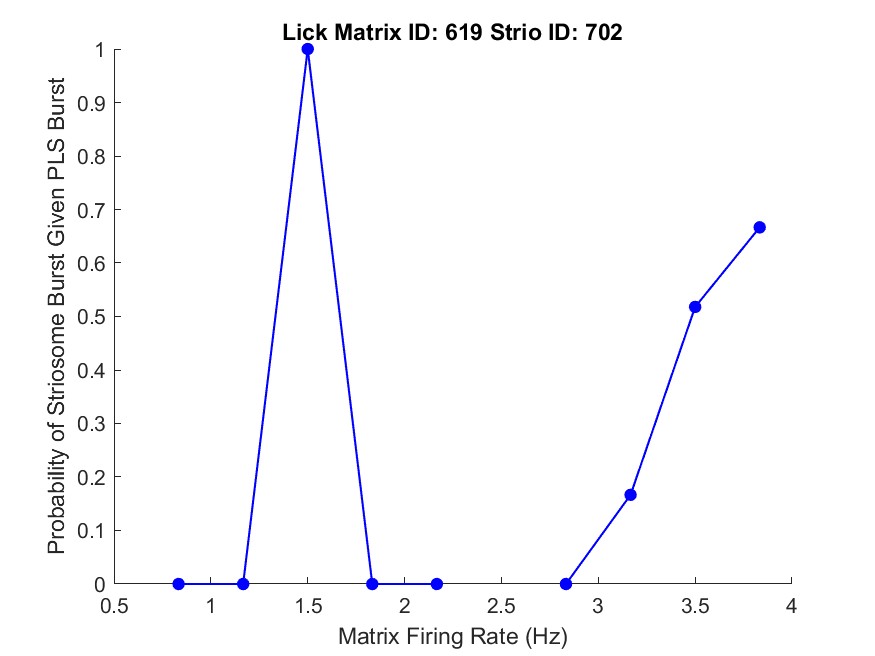 Lick Matrix ID: 619 Strio ID: 702
Probability of Striosome Burst Given PLS Burst
1
0.9
0.8
0.7
0.6
0.5
0.4
0.3
0.2
0.1
0
0.5 1 1.5 2 2.5 3 3.5 4
Matrix Firing Rate (Hz)